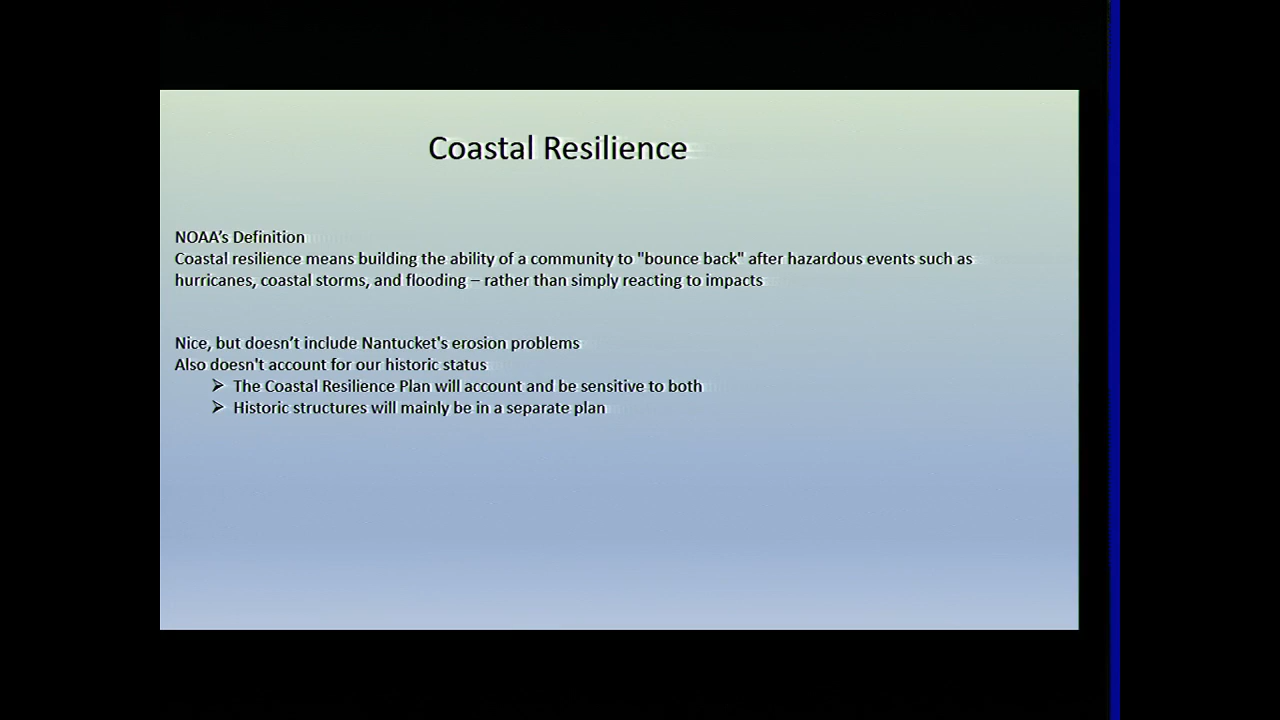 Coastal Resilience
NOAA’s Definition
Coastal resilience means building the ability of a community to "bounce back" after hazardous events such as
hurricanes, coastal storms, and flooding – rather than simply reacting to impacts
Nice, but doesn’t include Nantucket's erosion problems
Also doesn't account for our historic status
➢ The Coastal Resilience Plan will account and be sensitive to both
➢ Historic structures will mainly be in a separate plan